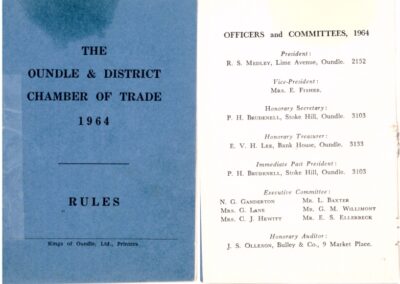 THE
OUNDLE & DISTRICT
CHAMBER OF TRADE
1964
RULES
Kings of Oundle, Ltd., Printers.
OFFICERS and COMMITTEES, 1964
President:
R. S. MEDLEY, Lime Avenue, Oundle. 2152
Vice-President:
MRS. E. FISHER.
Honorary Secretary:
P. H. BRUDENELL, Stoke Hill, Oundle. 3103
Honorary Treasurer:
E. V. H. LEE, Bank House, Oundle. 3133
Immediate Past President:
P. H. BRUDENELL, Stoke Hill, Oundle. 3103
Executive Committee:
N. G. GANDERTON MR. L. BAXTER
MRS. G. LANE MR. G. M. WILLIMONT
MRS. C. J. HEWITT MR. E. S. ELLERBECK
Honorary Auditor:
J. S. OLLESON, Bulley & Co., 9 Market Place.